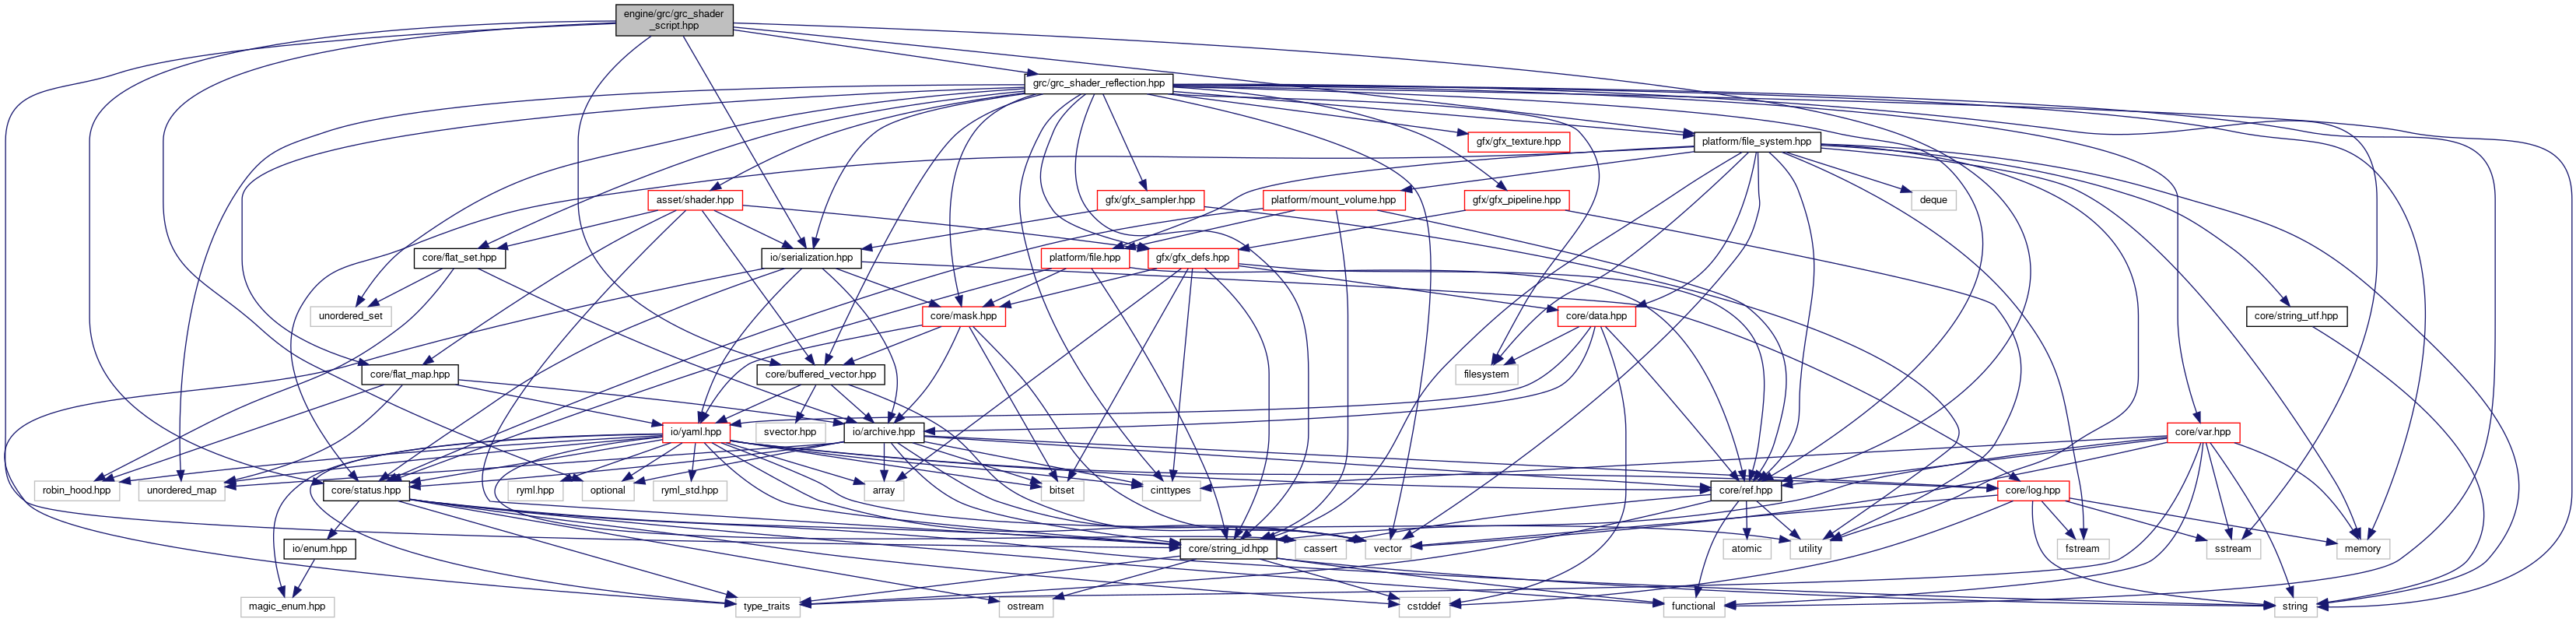 engine/grc/grc_shader
_script.hpp
grc/grc_shader_reflection.hpp
gfx/gfx_texture.hpp
platform/file_system.hpp
asset/shader.hpp
gfx/gfx_sampler.hpp
platform/mount_volume.hpp
gfx/gfx_pipeline.hpp
deque
core/flat_set.hpp
io/serialization.hpp
platform/file.hpp
gfx/gfx_defs.hpp
unordered_set
core/mask.hpp
core/data.hpp
core/string_utf.hpp
core/flat_map.hpp
core/buffered_vector.hpp
filesystem
io/yaml.hpp
svector.hpp
io/archive.hpp
core/var.hpp
robin_hood.hpp
unordered_map
core/status.hpp
ryml.hpp
optional
ryml_std.hpp
array
bitset
cinttypes
core/ref.hpp
core/log.hpp
io/enum.hpp
core/string_id.hpp
cassert
vector
atomic
utility
fstream
sstream
memory
magic_enum.hpp
type_traits
ostream
cstddef
functional
string